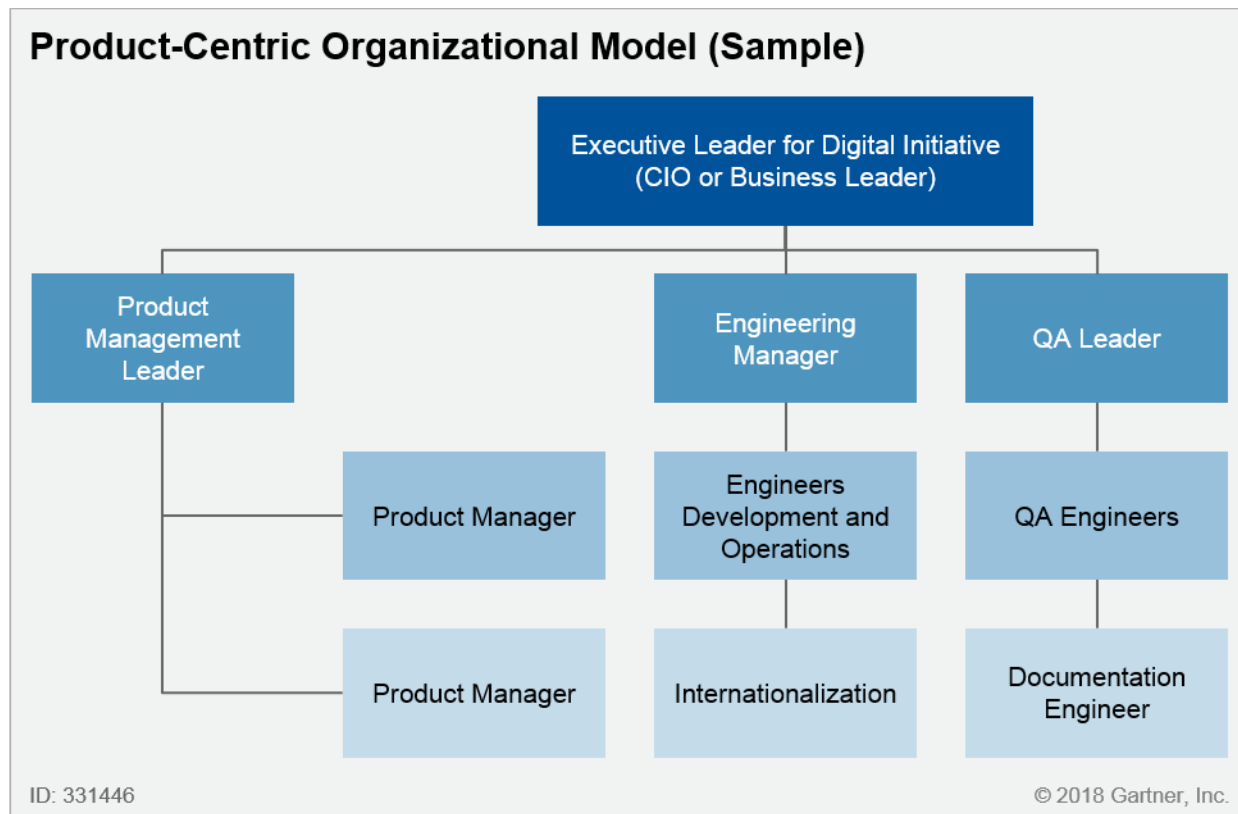 Product-Centric Organizational Model (Sample)
Executive Leader for Digital Initiative
(CIO or Business Leader)
Product
Management
Leader
Engineering
Manager
QA Leader
Product Manager
Engineers
Development and
Operations
QA Engineers
Product Manager
Internationalization
Documentation
Engineer
ID: 331446
© 2018 Gartner, Inc.